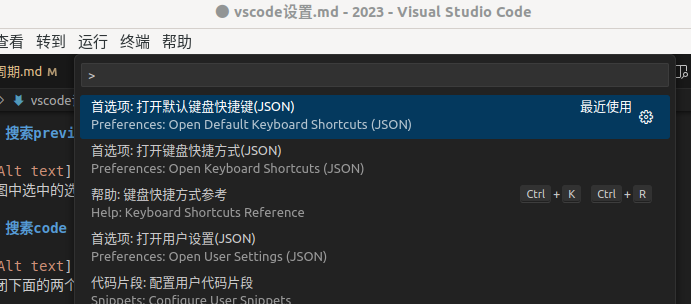 ● vscode设置.md - 2023 - Visual Studio Code
查看 转到 运行 终端 帮助
周期.md M
> vscode
>
搜索previ
首选项: 打开默认键盘快捷键(JSON) 最近使用
Preferences: Open Default Keyboard Shortcuts (JSON)
Alt text]
图中选中的选
首选项: 打开键盘快捷方式(JSON)
Preferences: Open Keyboard Shortcuts (JSON)
帮助: 键盘快捷方式参考 Ctrl + K Ctrl + R
Help: Keyboard Shortcuts Reference
搜素code
首选项: 打开用户设置(JSON)
Preferences: Open User Settings (JSON)
Alt text]
闭下面的两个
代码片段: 配置用户代码片段
Snippets: Configure User Snippets